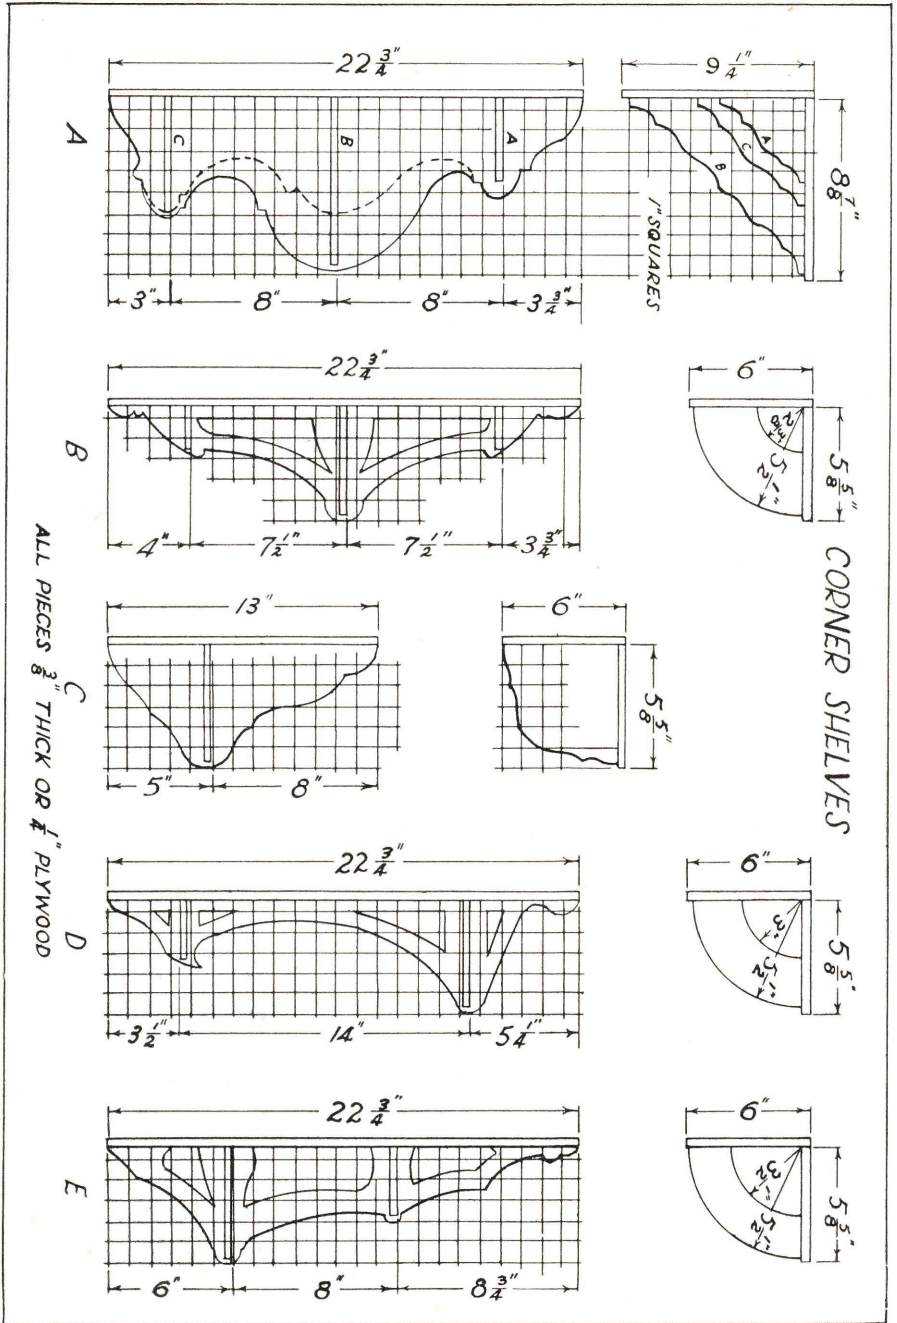 CORNER SHELVES
22 3/4"
9 1/4"
A
C
B
A
A
C
B
8 7/8"
1" SQUARES
3"
8"
8"
3 3/4"
22 3/4"
6"
B
2 3/8"
5 1/2"
5 5/8"
4"
7 1/2"
7 1/2"
3 3/4"
13"
6"
C
5 5/8"
5"
8"
22 3/4"
6"
D
3"
5 1/2"
5 5/8"
3 1/2"
14"
5 1/4"
22 3/4"
6"
E
3 1/2"
5 1/2"
5 5/8"
6"
8"
8 3/4"
ALL PIECES 3/8" THICK OR 1/4" PLYWOOD